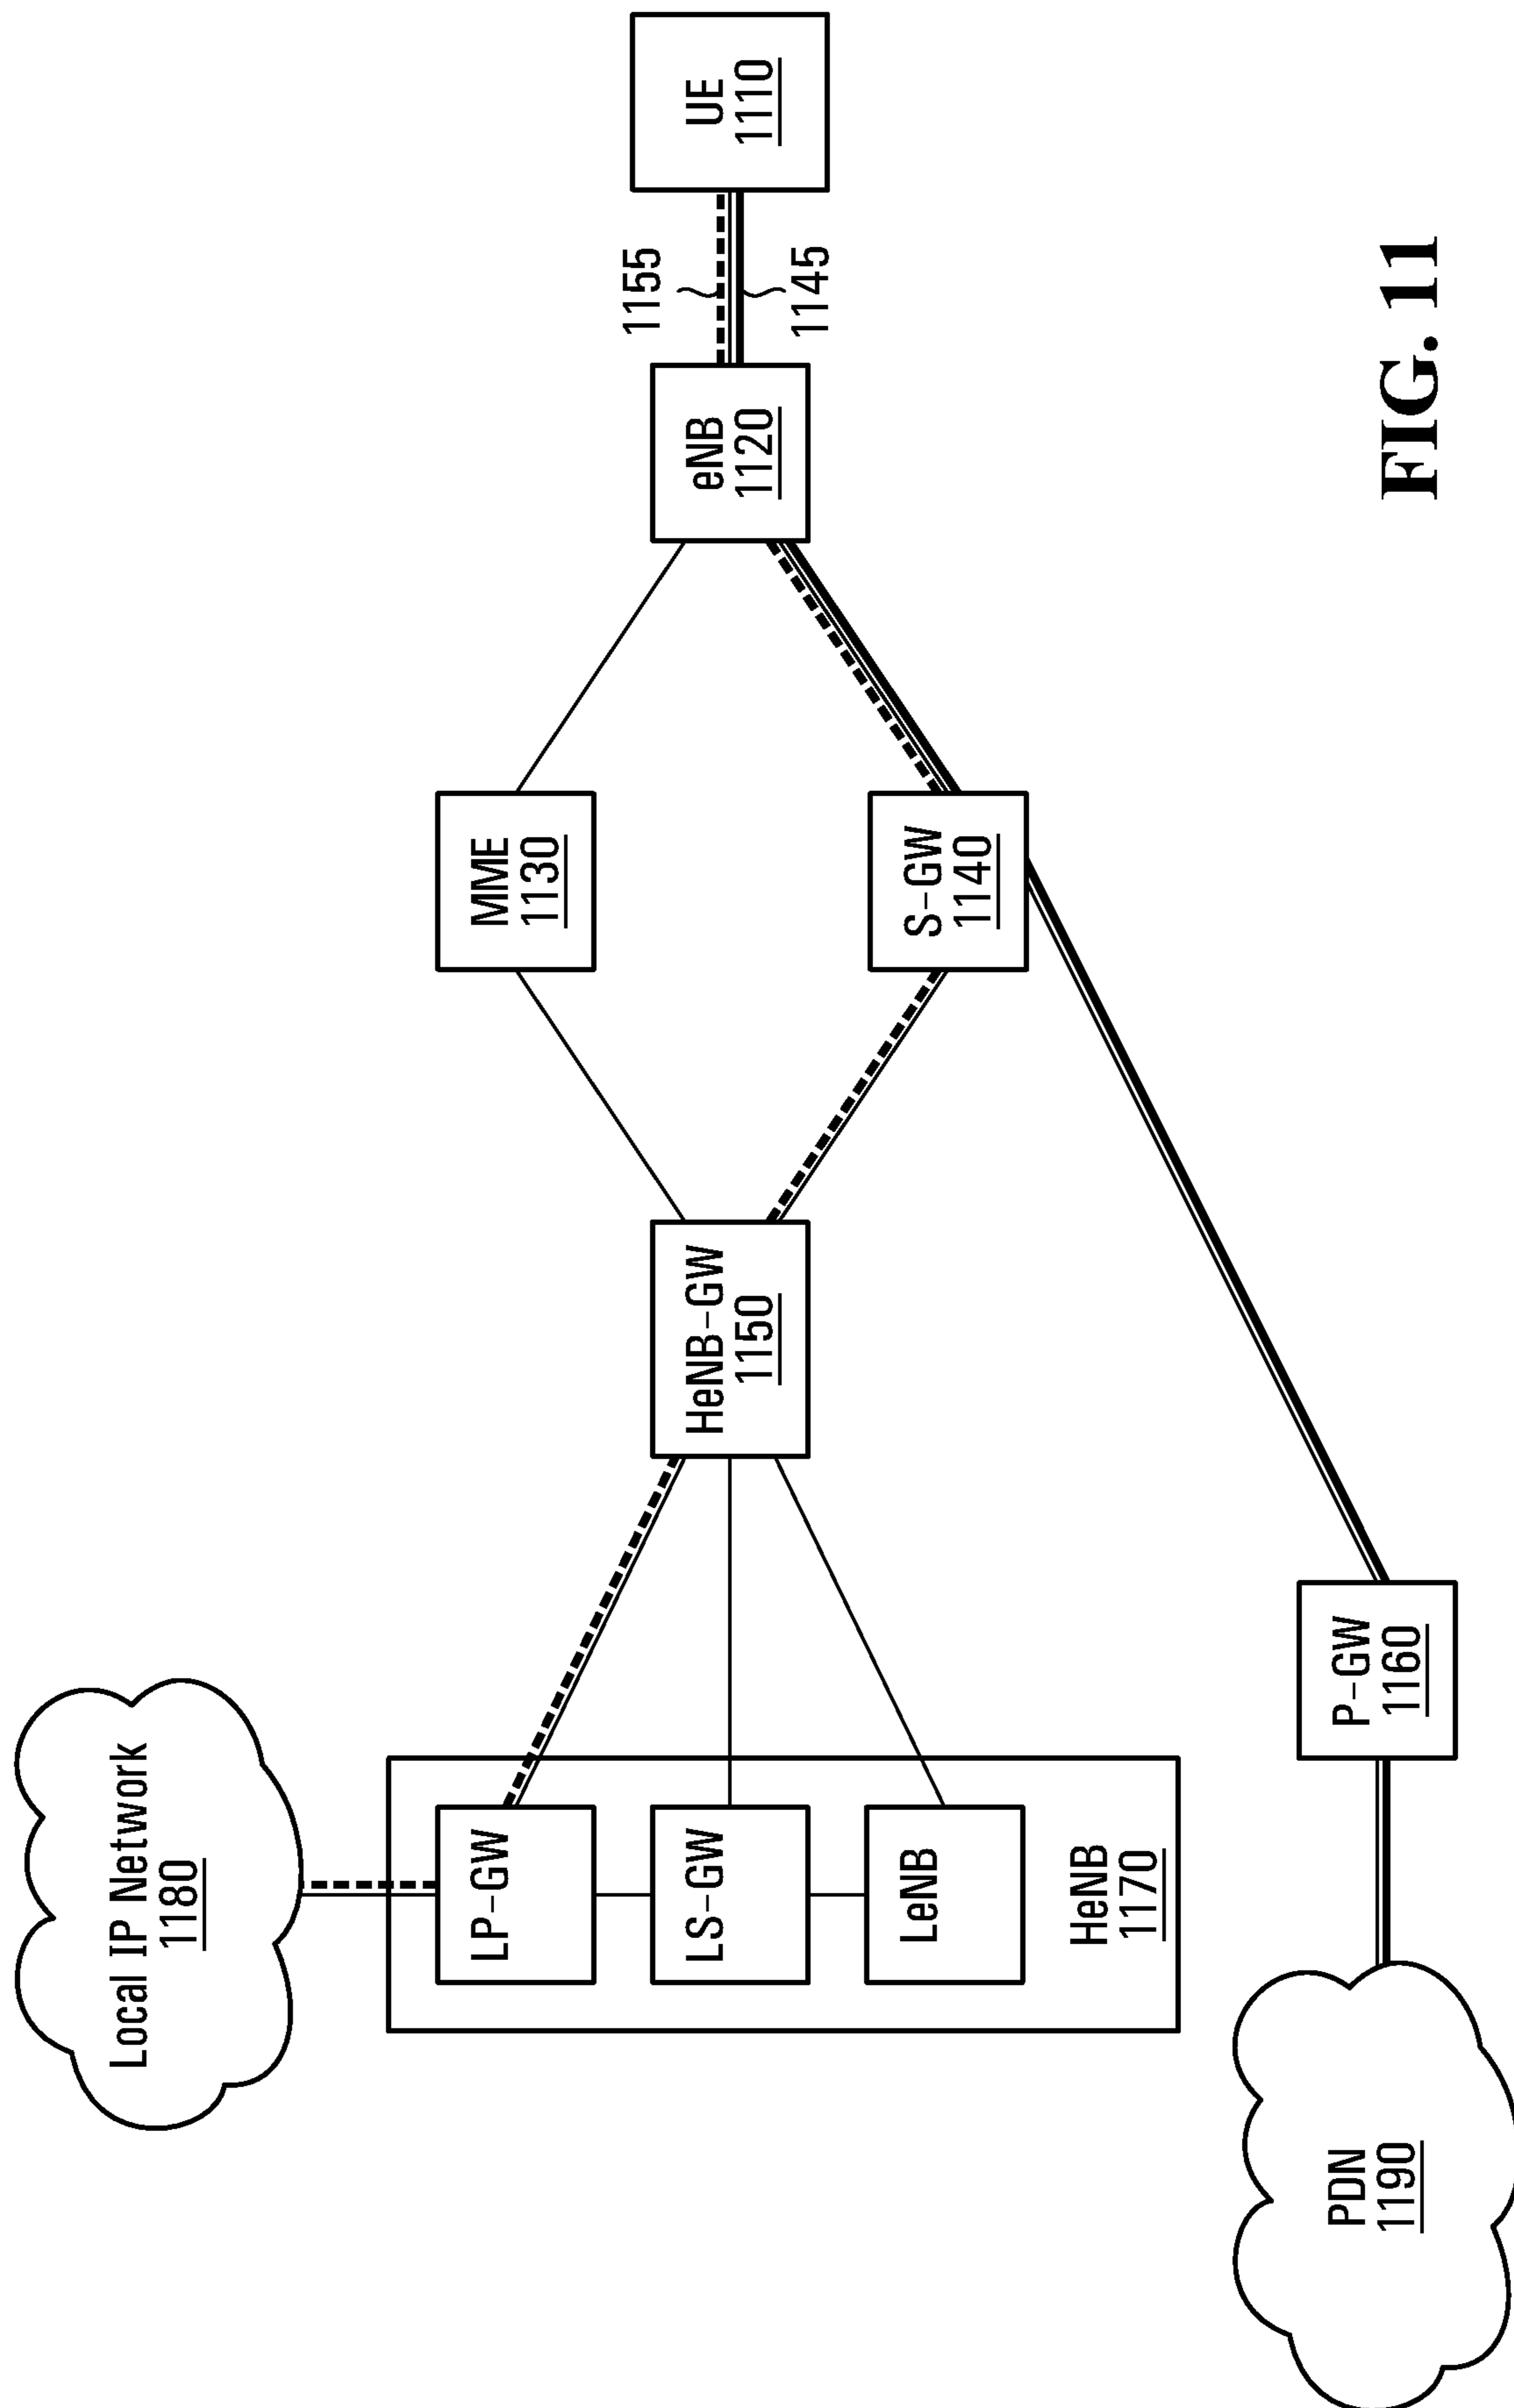 Local IP Network
1180
LP-GW
LS-GW
LeNB
HeNB
1170
PDN
1190
P-GW
1160
HeNB-GW
1150
MME
1130
S-GW
1140
eNB
1120
1155
1145
UE
1110
FIG. 11